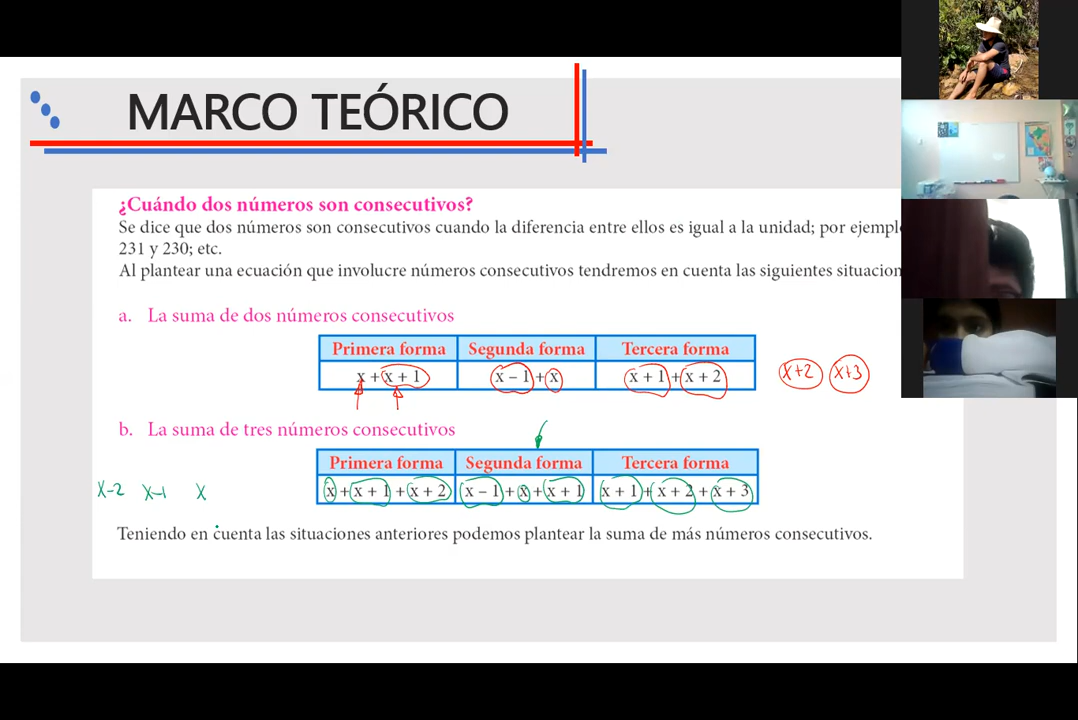 MARCO TEÓRICO
¿Cuándo dos números son consecutivos?
Se dice que dos números son consecutivos cuando la diferencia entre ellos es igual a la unidad; por ejempl
231 y 230; etc.
Al plantear una ecuación que involucre números consecutivos tendremos en cuenta las siguientes situacion
a. La suma de dos números consecutivos
Primera forma Segunda forma Tercera forma
x + x + 1 x – 1 + x x + 1 + x + 2 x+2 x+3
b. La suma de tres números consecutivos
Primera forma Segunda forma Tercera forma
x-2 x-1 x x + x + 1 + x + 2 x – 1 + x + x + 1 x + 1 + x + 2 + x + 3
Teniendo en cuenta las situaciones anteriores podemos plantear la suma de más números consecutivos.